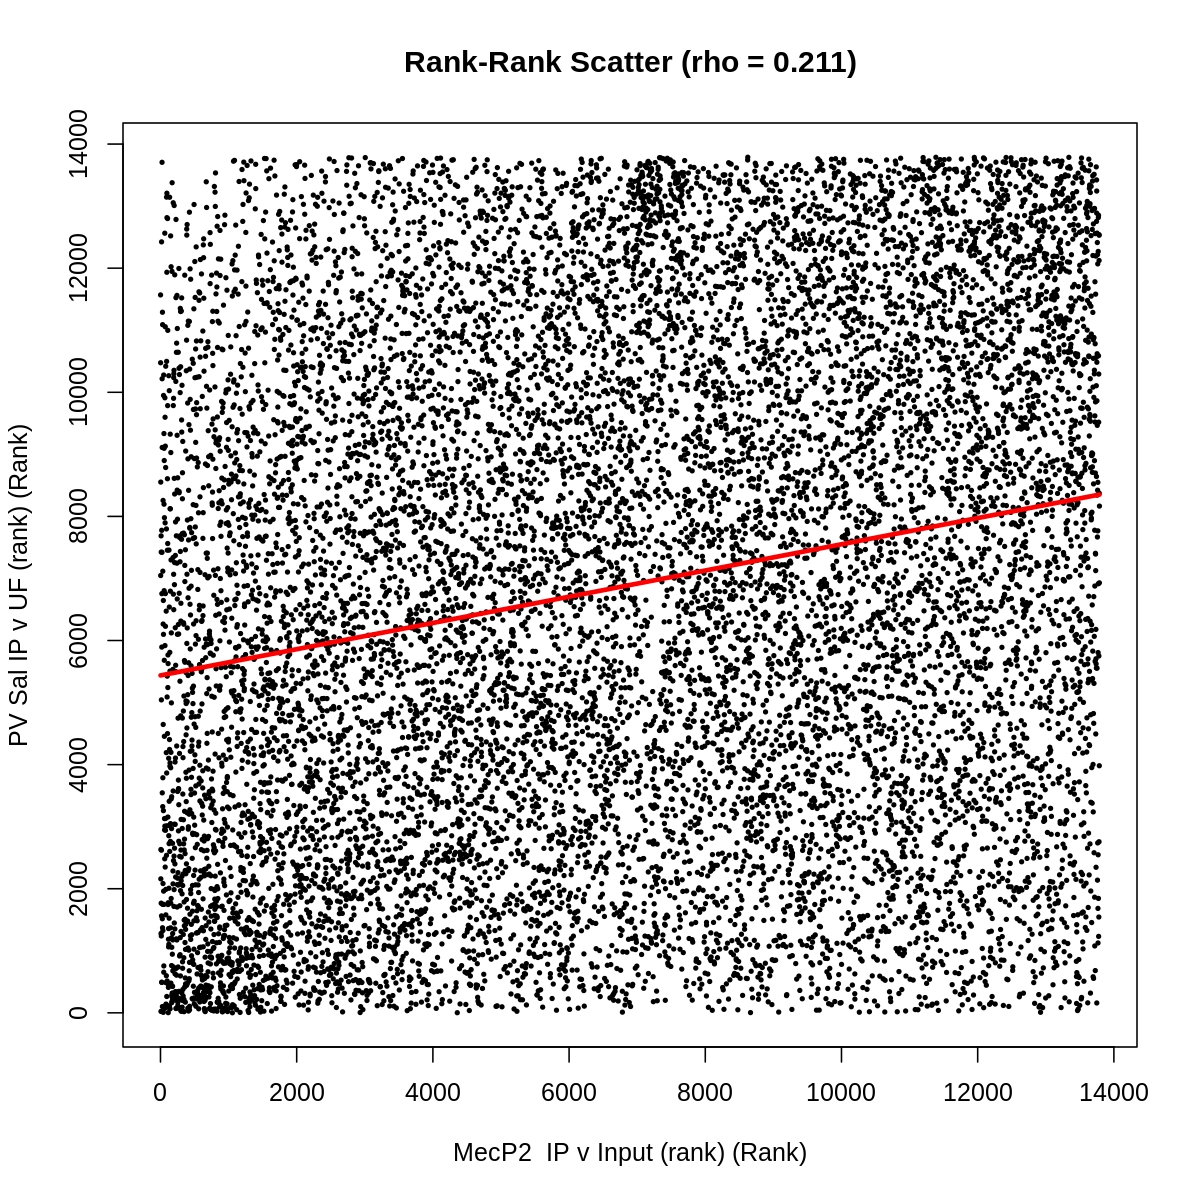 Rank-Rank Scatter (rho = 0.211)
PV Sal IP v UF (rank) (Rank)
14000
12000
10000
8000
6000
4000
2000
0
0 2000 4000 6000 8000 10000 12000 14000
MecP2  IP v Input (rank) (Rank)